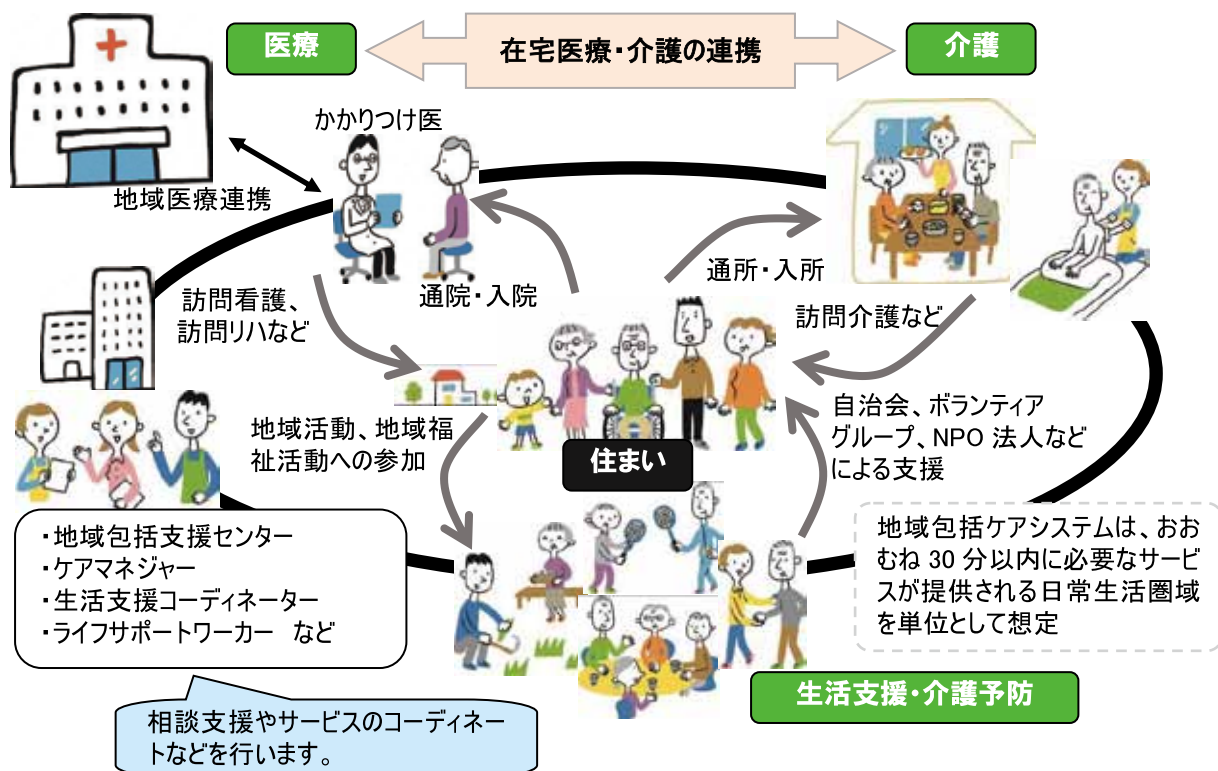 医療
在宅医療・介護の連携
介護
かかりつけ医
地域医療連携
訪問看護、
訪問リハなど
通院・入院
通所・入所
訪問介護など
地域活動、地域福
祉活動への参加
住まい
自治会、ボランティア
グループ、NPO 法人など
による支援
・地域包括支援センター
・ケアマネジャー
・生活支援コーディネーター
・ライフサポートワーカー など
地域包括ケアシステムは、おお
むね 30 分以内に必要なサービ
スが提供される日常生活圏域
を単位として想定
生活支援・介護予防
相談支援やサービスのコーディネー
トなどを行います。